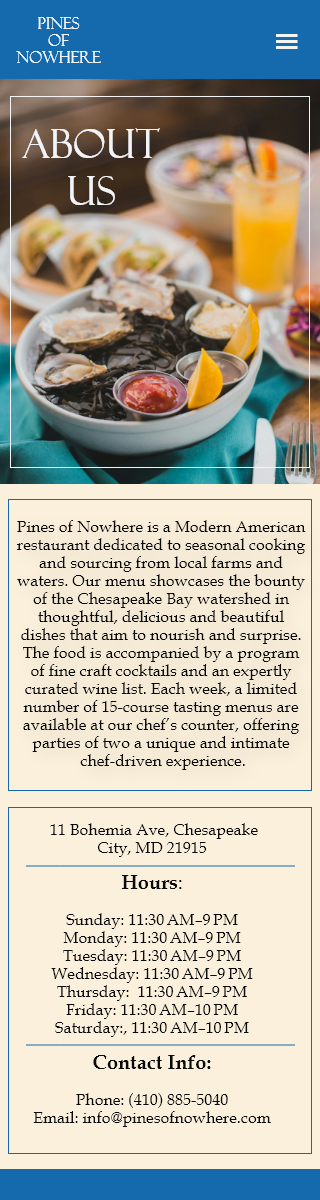 PINES
OF
NOWHERE
ABOUT
US
Pines of Nowhere is a Modern American
restaurant dedicated to seasonal cooking
and sourcing from local farms and
waters. Our menu showcases the bounty
of the Chesapeake Bay watershed in
thoughtful, delicious and beautiful
dishes that aim to nourish and surprise.
The food is accompanied by a program
of fine craft cocktails and an expertly
curated wine list. Each week, a limited
number of 15-course tasting menus are
available at our chef’s counter, offering
parties of two a unique and intimate
chef-driven experience.
11 Bohemia Ave, Chesapeake
City, MD 21915
Hours:
Sunday: 11:30 AM–9 PM
Monday: 11:30 AM–9 PM
Tuesday: 11:30 AM–9 PM
Wednesday: 11:30 AM–9 PM
Thursday:  11:30 AM–9 PM
Friday: 11:30 AM–10 PM
Saturday:, 11:30 AM–10 PM
Contact Info:
Phone: (410) 885-5040
Email: info@pinesofnowhere.com